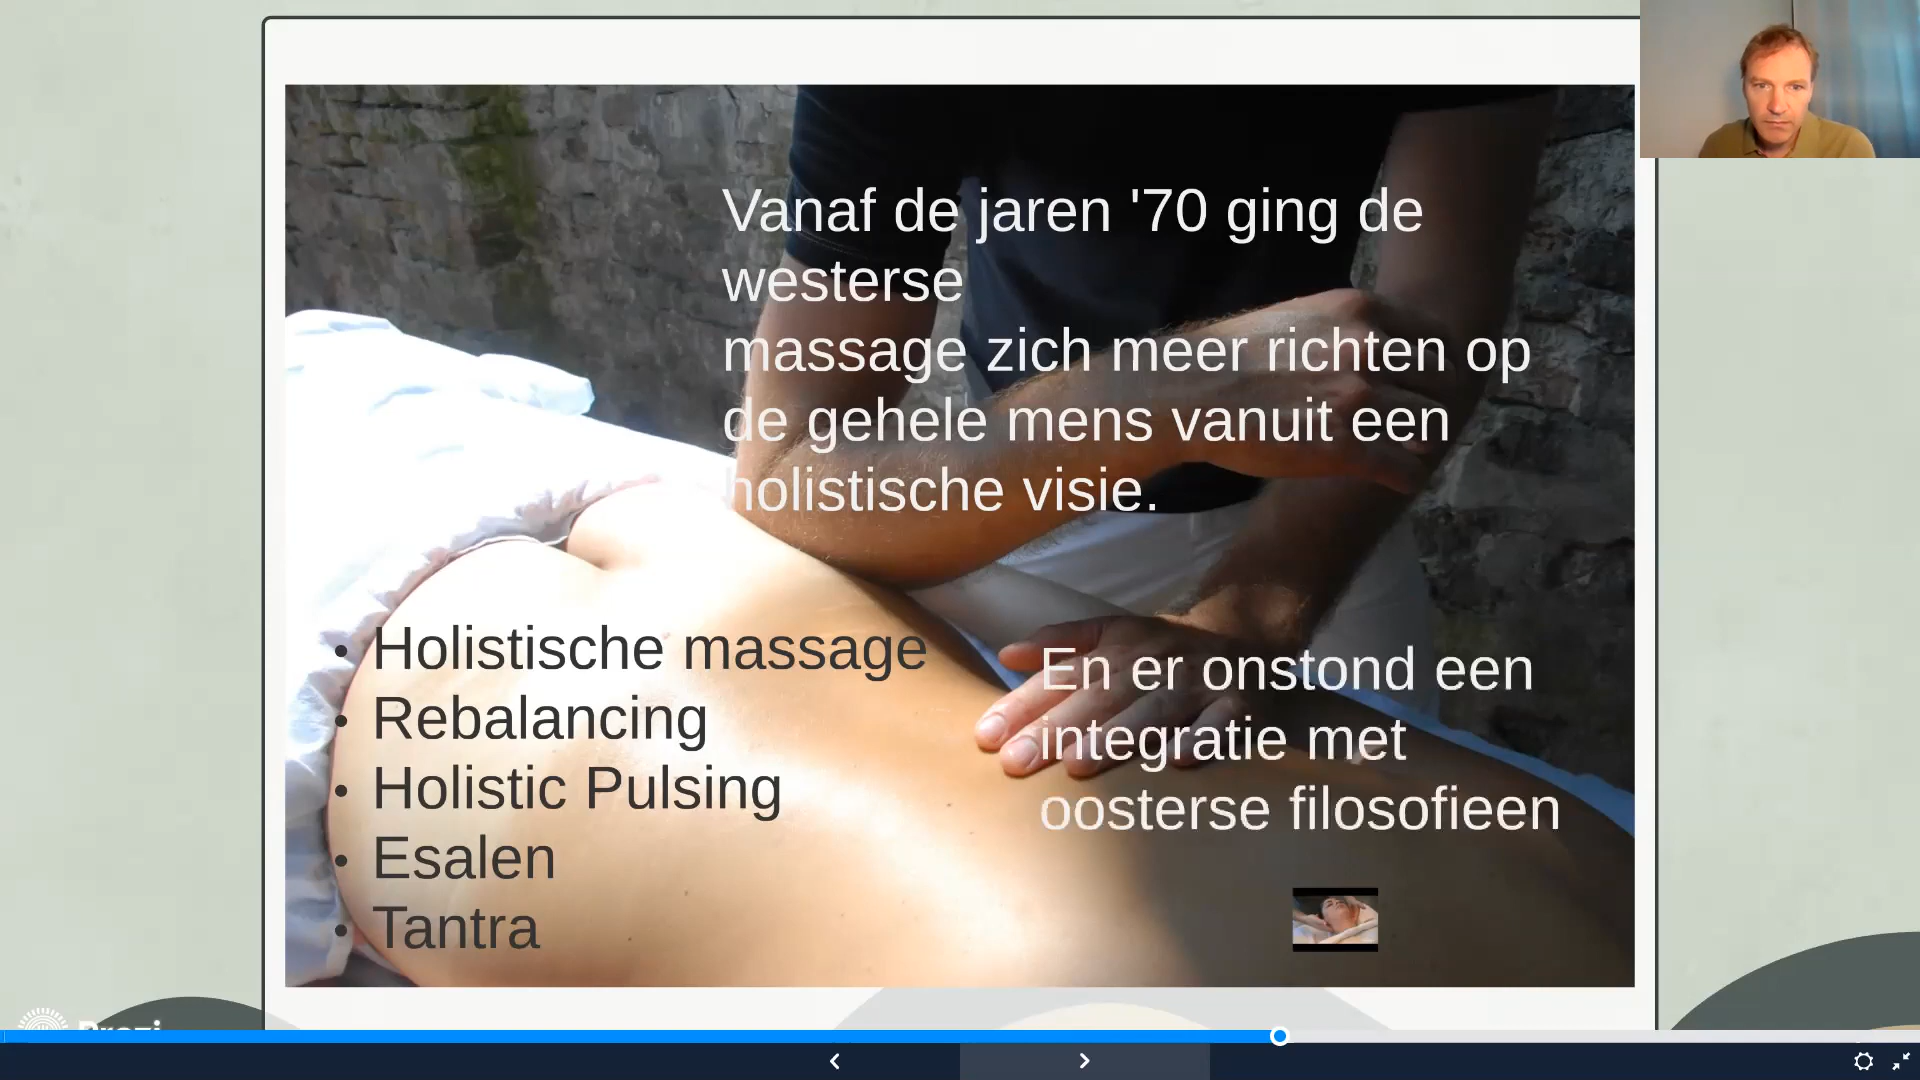 Vanaf de jaren '70 ging de
westerse
massage zich meer richten op
de gehele mens vanuit een
holistische visie.
• Holistische massage
• Rebalancing
• Holistic Pulsing
• Esalen
• Tantra
En er onstond een
integratie met
oosterse filosofieen
Prezi